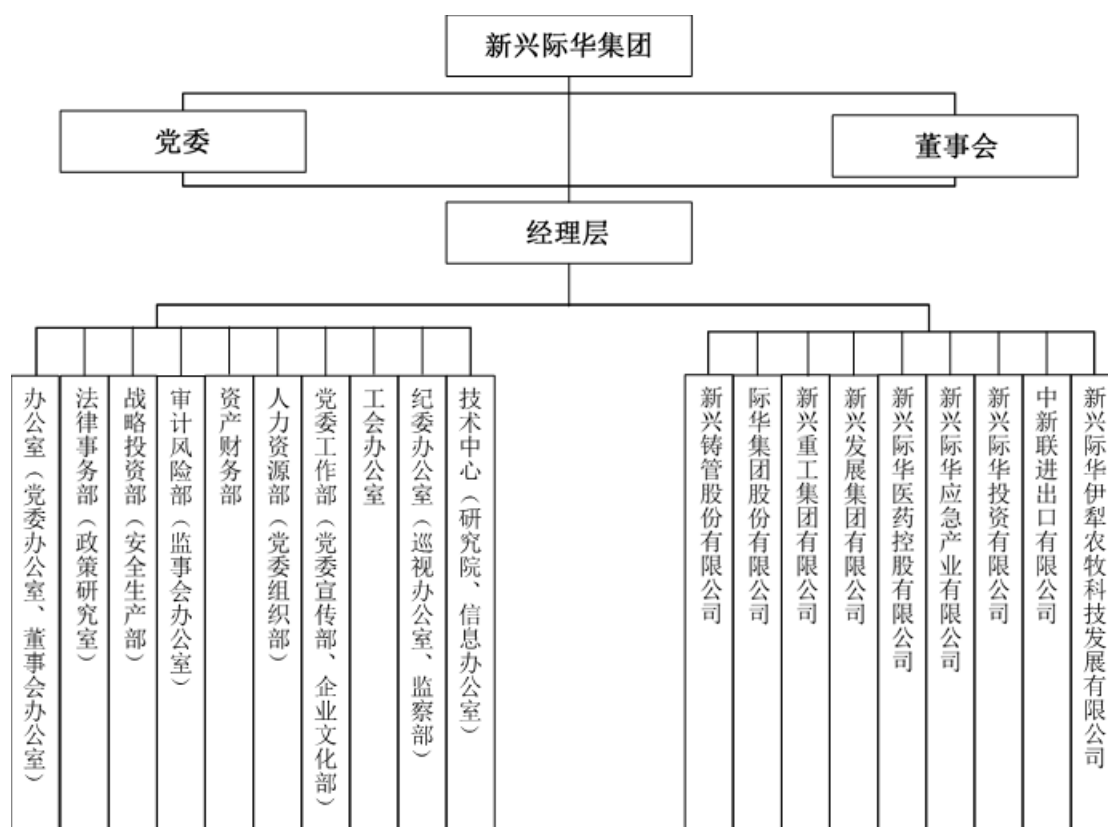 新兴际华集团
党委
董事会
经理层
办公室（党委办公室、董事会办公室）
法律事务部（政策研究室）
战略投资部（安全生产部）
审计风险部（监事会办公室）
资产财务部
人力资源部（党委组织部）
党委工作部（党委宣传部、企业文化部）
工会办公室
纪委办公室（巡视办公室、监察部）
技术中心（研究院、信息办公室）
新兴铸管股份有限公司
际华集团股份有限公司
新兴重工集团有限公司
新兴发展集团有限公司
新兴际华医药控股有限公司
新兴际华应急产业有限公司
新兴际华投资有限公司
中新联进出口有限公司
新兴际华伊犁农牧科技发展有限公司